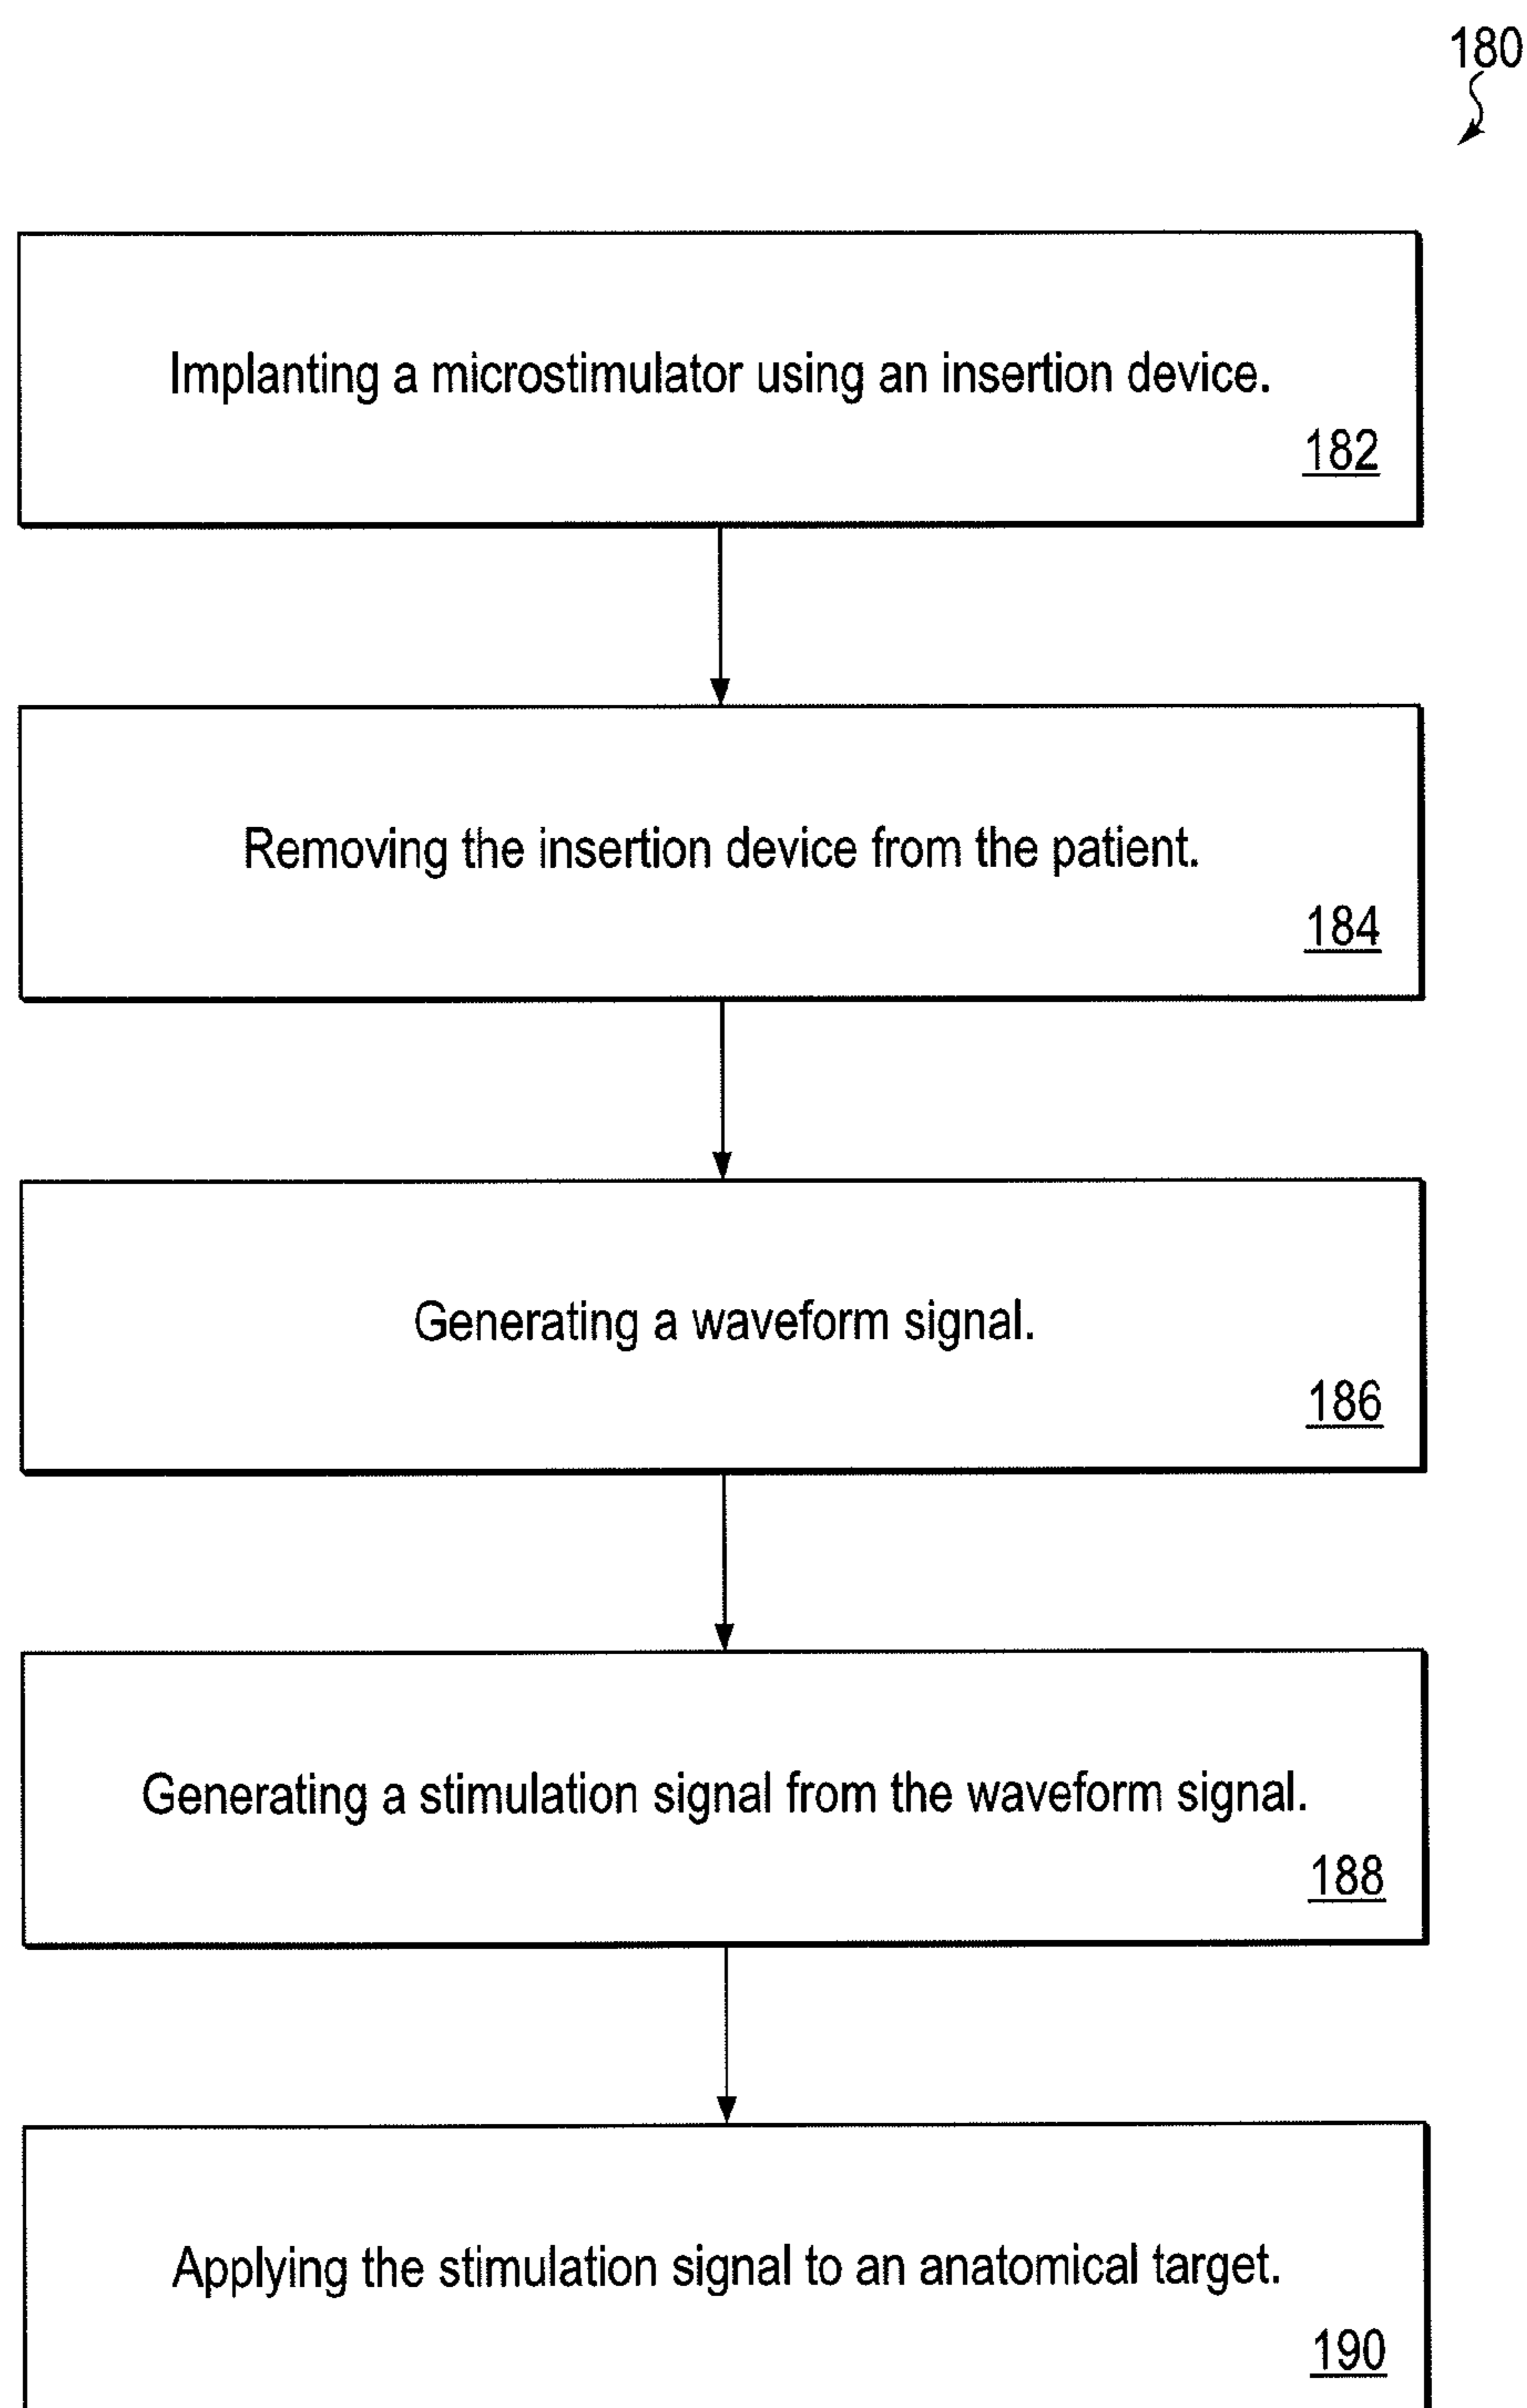 180
Implanting a microstimulator using an insertion device.
182
Removing the insertion device from the patient.
184
Generating a waveform signal.
186
Generating a stimulation signal from the waveform signal.
188
Applying the stimulation signal to an anatomical target.
190